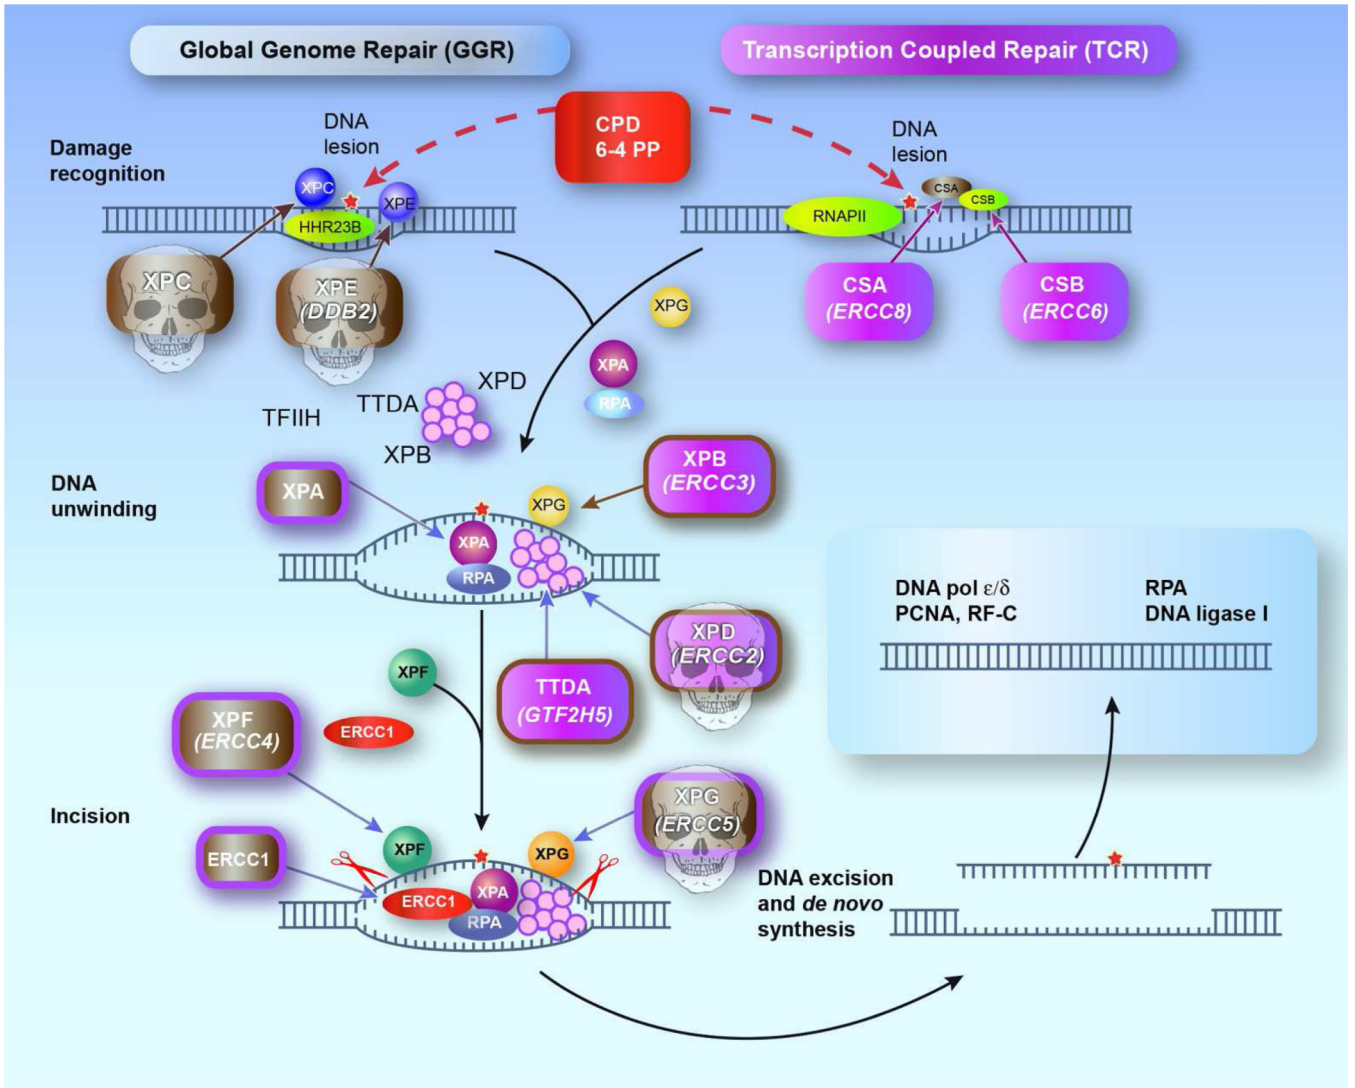 Global Genome Repair (GGR)
Transcription Coupled Repair (TCR)
CPD
6-4 PP
Damage
recognition
DNA
lesion
XPC
XPE
HHR23B
XPC
XPE
(DDB2)
DNA
lesion
CSA
CSB
RNAPII
CSA
(ERCC8)
CSB
(ERCC6)
XPG
XPA
RPA
XPD
TTDA
TFIIH
XPB
DNA
unwinding
XPA
XPB
(ERCC3)
XPG
XPA
RPA
XPD
(ERCC2)
TTDA
(GTF2H5)
DNA pol ε/δ
PCNA, RF-C
RPA
DNA ligase I
XPF
XPF
(ERCC4)
ERCC1
Incision
XPG
(ERCC5)
ERCC1
XPF
XPG
ERCC1
XPA
RPA
DNA excision
and de novo
synthesis